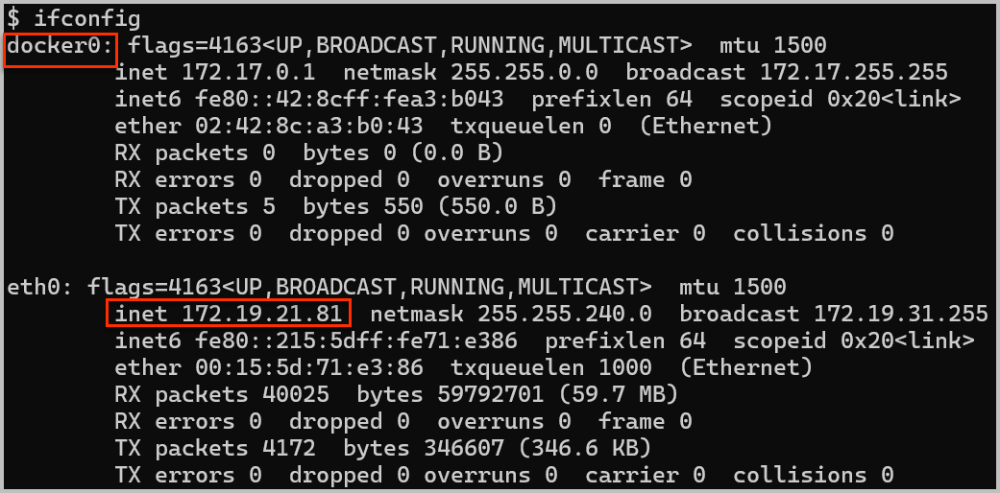 $ ifconfig
docker0: flags=4163<UP,BROADCAST,RUNNING,MULTICAST>  mtu 1500
        inet 172.17.0.1  netmask 255.255.0.0  broadcast 172.17.255.255
        inet6 fe80::42:8cff:fea3:b043  prefixlen 64  scopeid 0x20<link>
        ether 02:42:8c:a3:b0:43  txqueuelen 0  (Ethernet)
        RX packets 0  bytes 0 (0.0 B)
        RX errors 0  dropped 0  overruns 0  frame 0
        TX packets 5  bytes 550 (550.0 B)
        TX errors 0  dropped 0 overruns 0  carrier 0  collisions 0

eth0: flags=4163<UP,BROADCAST,RUNNING,MULTICAST>  mtu 1500
        inet 172.19.21.81  netmask 255.255.240.0  broadcast 172.19.31.255
        inet6 fe80::215:5dff:fe71:e386  prefixlen 64  scopeid 0x20<link>
        ether 00:15:5d:71:e3:86  txqueuelen 1000  (Ethernet)
        RX packets 40025  bytes 59792701 (59.7 MB)
        RX errors 0  dropped 0  overruns 0  frame 0
        TX packets 4172  bytes 346607 (346.6 KB)
        TX errors 0  dropped 0 overruns 0  carrier 0  collisions 0